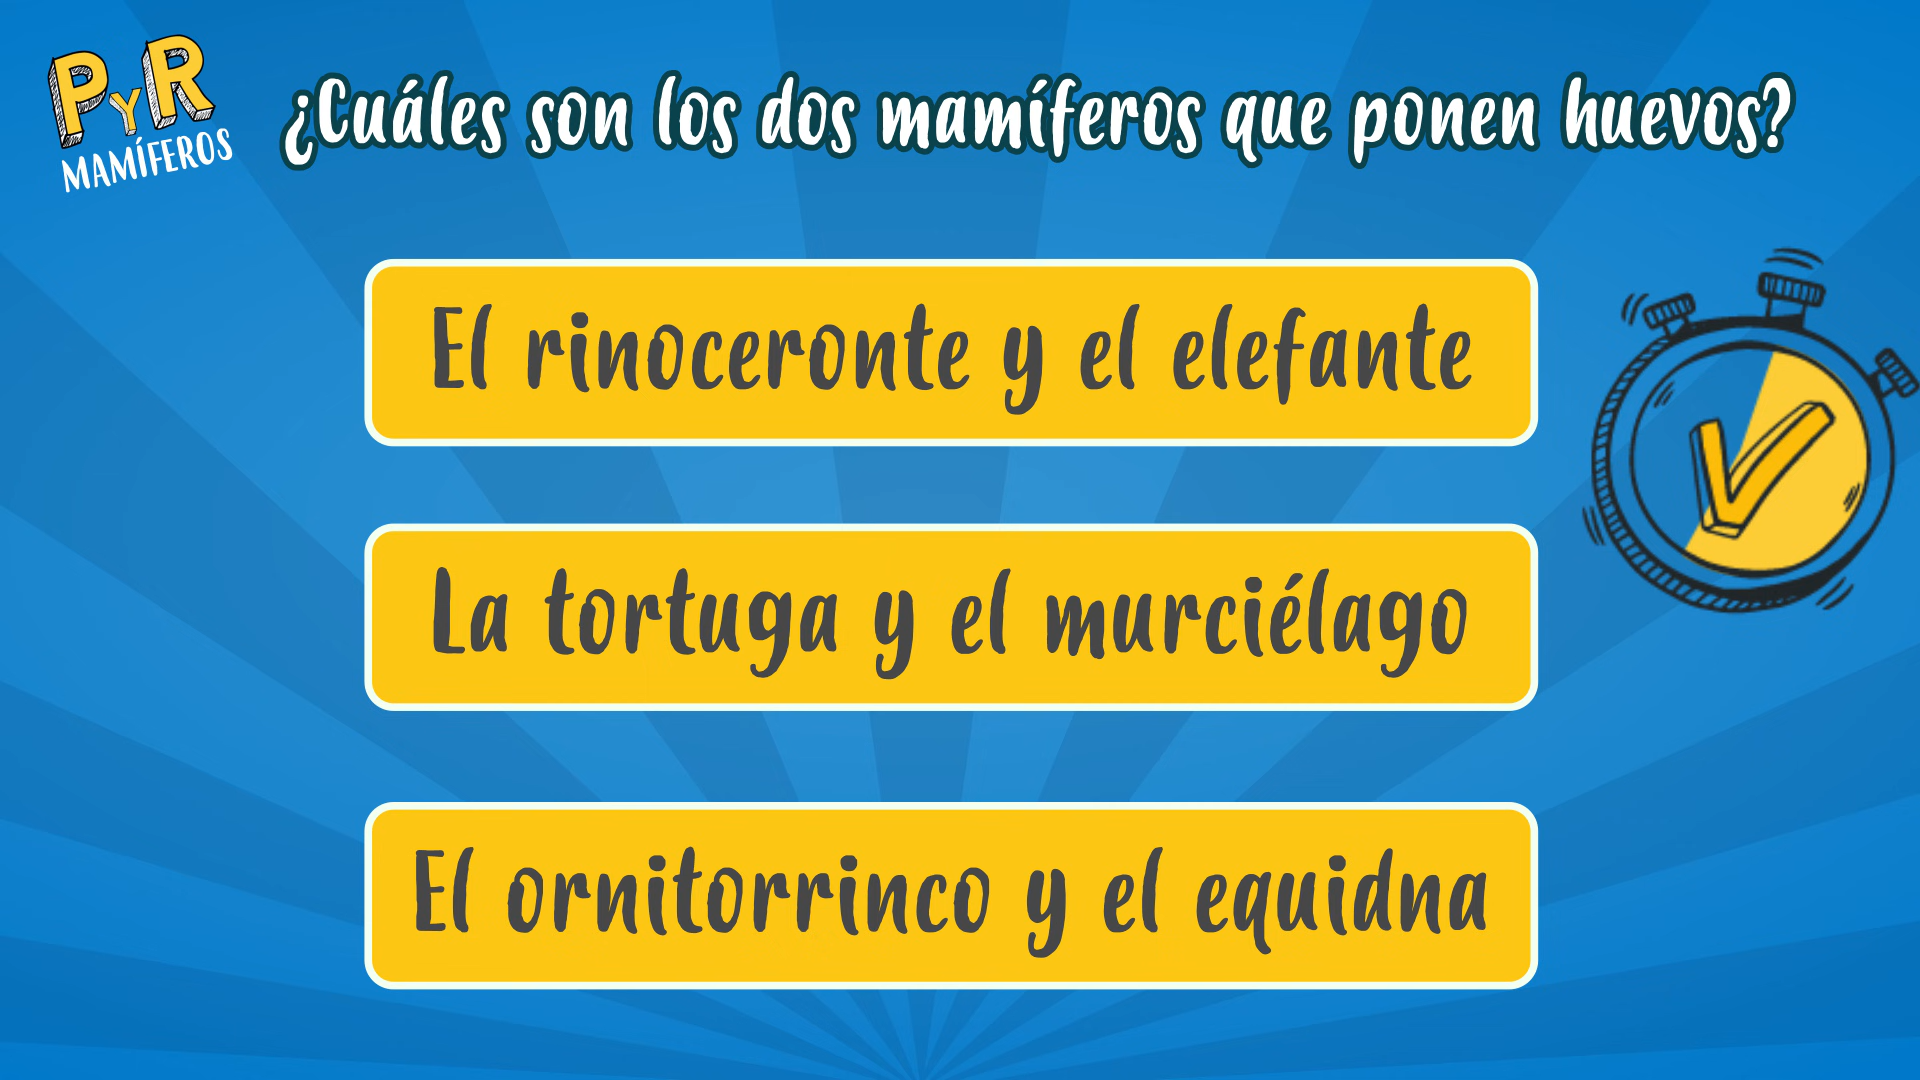 PYR
MAMÍFEROS
¿Cuáles son los dos mamíferos que ponen huevos?
El rinoceronte y el elefante
La tortuga y el murciélago
El ornitorrinco y el equidna